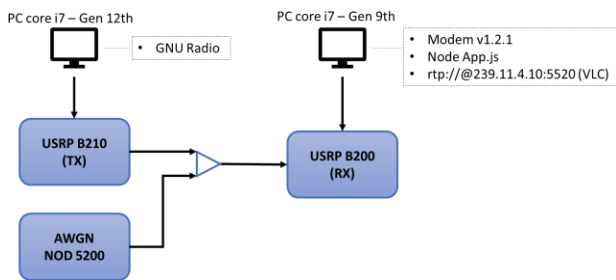 PC core i7 – Gen 12th
• GNU Radio
PC core i7 – Gen 9th
• Modem v1.2.1
• Node App.js
• rtp://@239.11.4.10:5520 (VLC)
USRP B210
(TX)
USRP B200
(RX)
AWGN
NOD 5200